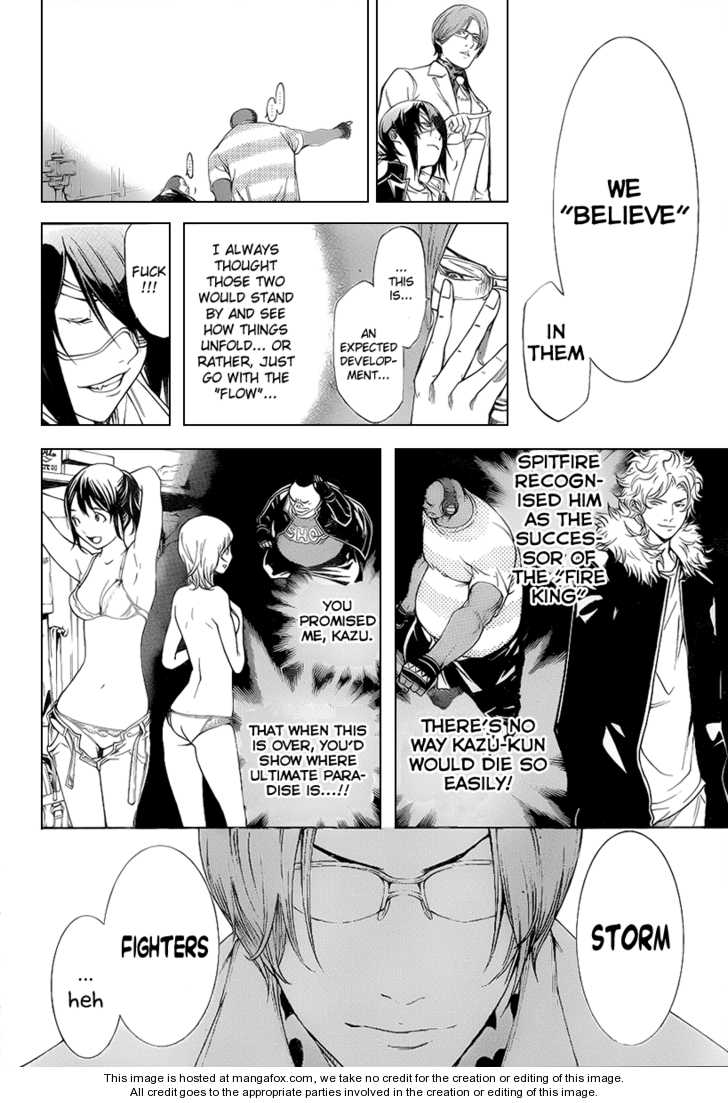 WE
"BELIEVE"
IN
THEM
...
THIS
IS...
AN
EXPECTED
DEVELOP-
MENT...
I ALWAYS
THOUGHT
THOSE TWO
WOULD STAND
BY AND SEE
HOW THINGS
UNFOLD... OR
RATHER, JUST
GO WITH THE
"FLOW"...
FUCK
!!!
SPITFIRE
RECOGN-
ISED HIM
AS THE
SUCCES-
SOR OF
THE "FIRE
KING"
THERE'S NO
WAY KAZU-KUN
WOULD DIE SO
EASILY!
SHO
YOU
PROMISED
ME, KAZU.
THAT WHEN THIS
IS OVER, YOU'D
SHOW WHERE
ULTIMATE PARA-
DISE IS...!!
STORM
FIGHTERS
...
heh
This image is hosted at mangafox.com, we take no credit for the creation or editing of this image.
All credit goes to the appropriate parties involved in the creation or editing of this image.